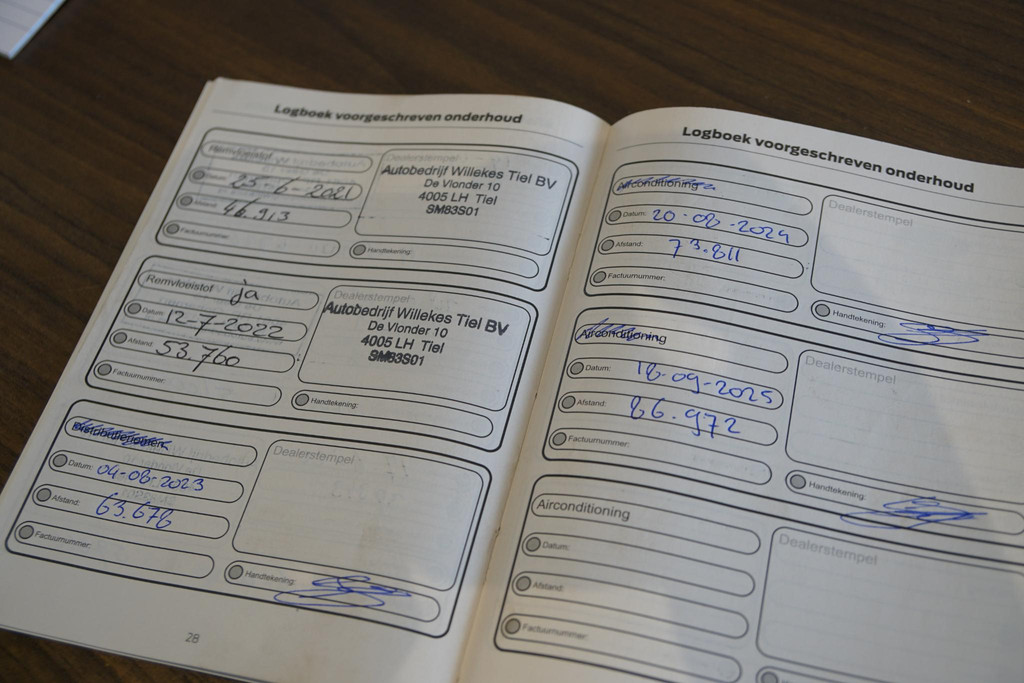 Logboek voorgeschreven onderhoud
Remvloeistof
Dealerstempel
Datum: 25-6-2021
Autobedrijf Willekes Tiel BV
De Vlonder 10
4005 LH Tiel
SM83S01
Afstand: 46.913
Factuurnummer:
Handtekening:
Remvloeistof ja
Dealerstempel
Datum: 12-7-2022
Autobedrijf Willekes Tiel BV
De Vlonder 10
4005 LH Tiel
SM83S01
Afstand: 53.760
Factuurnummer:
Handtekening:
Dealerstempel
Datum: 04-08-2023
Afstand: 63.678
Factuurnummer:
Handtekening:
28
Logboek voorgeschreven onderhoud
Airconditioning
Dealerstempel
Datum: 20-08-2024
Afstand: 73.811
Factuurnummer:
Handtekening:
Airconditioning
Dealerstempel
Datum: 18-09-2025
Afstand: 86.972
Factuurnummer:
Handtekening:
Airconditioning
Dealerstempel
Datum:
Afstand:
Factuurnummer: